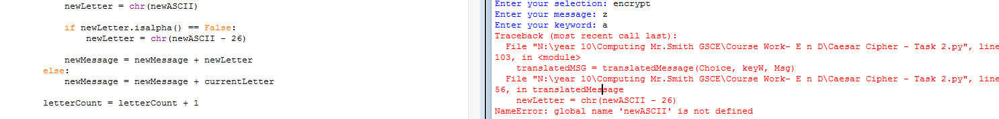 newLetter = chr(newASCII)
if newLetter.isalpha() == False:
newLetter = chr(newASCII - 26)
newMessage = newMessage + newLetter
else:
newMessage = newMessage + currentLetter
letterCount = letterCount + 1
Enter your selection: encrypt
Enter your message: z
Enter your keyword: a
Traceback (most recent call last):
File "N:\year 10\Computing Mr.Smith GSCE\Course Work- E n D\Caesar Cipher - Task 2.py", line
103, in <module>
translatedMSG = translatedMessage(Choice, keyW, Msg)
File "N:\year 10\Computing Mr.Smith GSCE\Course Work- E n D\Caesar Cipher - Task 2.py", line
56, in translatedMessage
newLetter = chr(newASCII - 26)
NameError: global name 'newASCII' is not defined